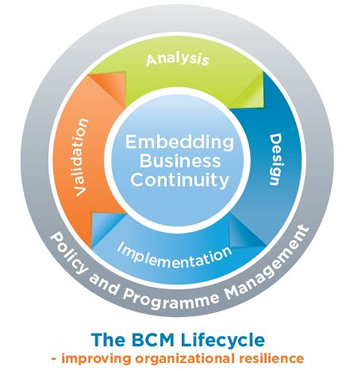 Analysis
Design
Implementation
Validation
Embedding
Business
Continuity
Policy and Programme Management
The BCM Lifecycle
- improving organizational resilience